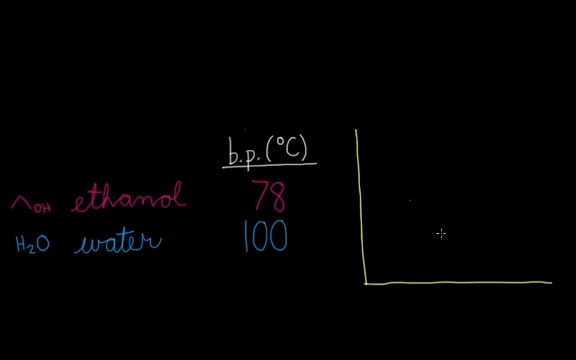 b.p. (°C)
OH ethanol 78
H₂O water 100